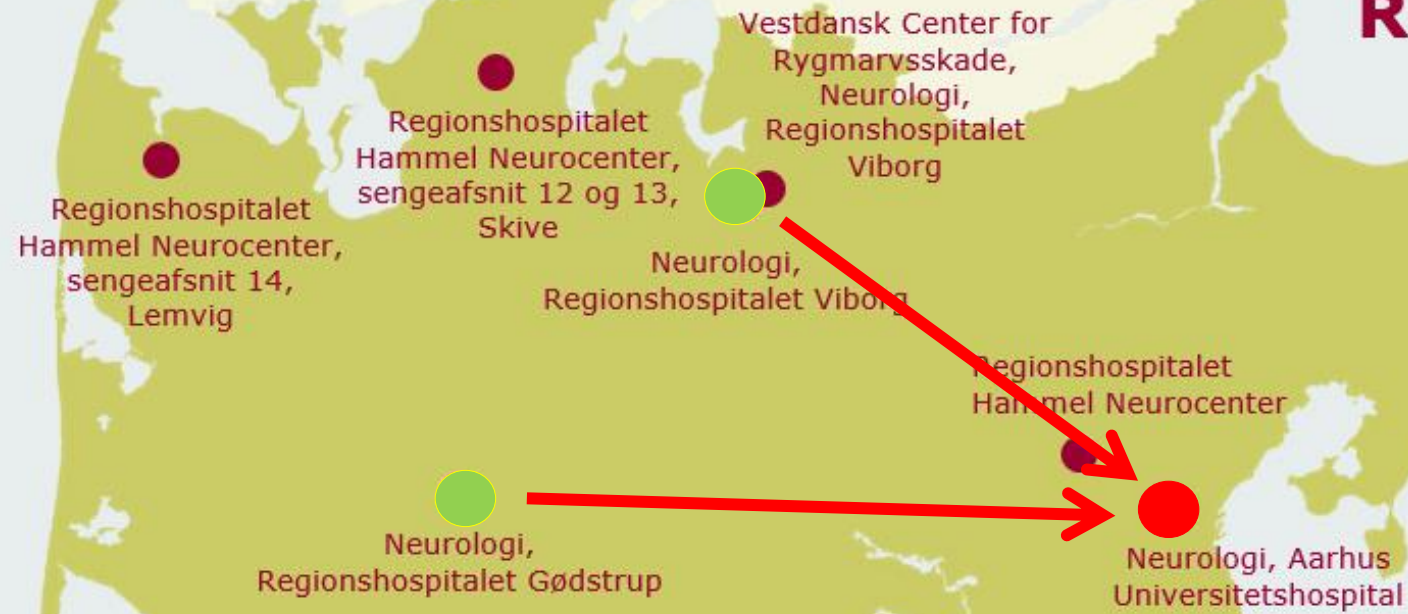 R
Vestdansk Center for
Rygmarvsskade,
Neurologi,
Regionshospitalet
Viborg
Regionshospitalet
Hammel Neurocenter,
sengeafsnit 12 og 13,
Skive
Regionshospitalet
Hammel Neurocenter,
sengeafsnit 14,
Lemvig
Neurologi,
Regionshospitalet Viborg
Regionshospitalet
Hammel Neurocenter
Neurologi,
Regionshospitalet Gødstrup
Neurologi, Aarhus
Universitetshospital